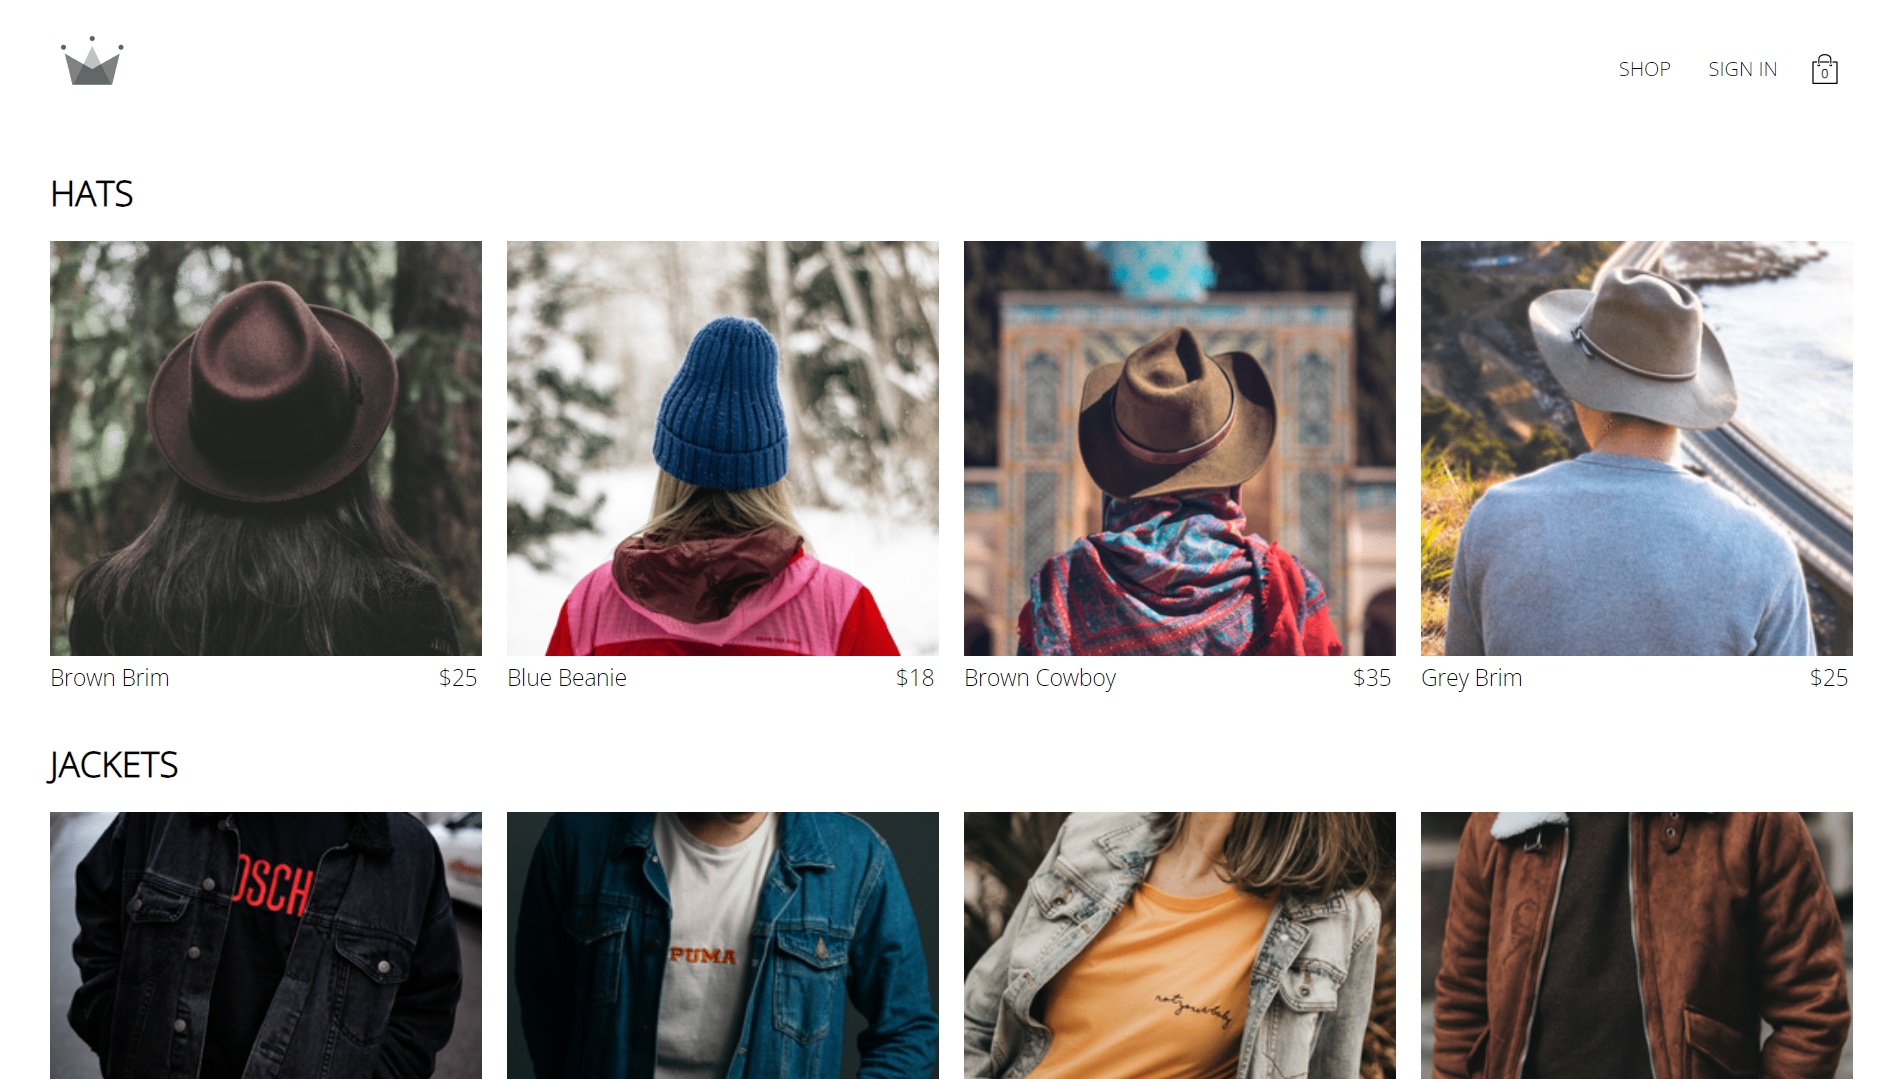 SHOP SIGN IN
0
HATS
Brown Brim $25
Blue Beanie $18
Brown Cowboy $35
Grey Brim $25
JACKETS
OSCH
PUMA
notyourbaby